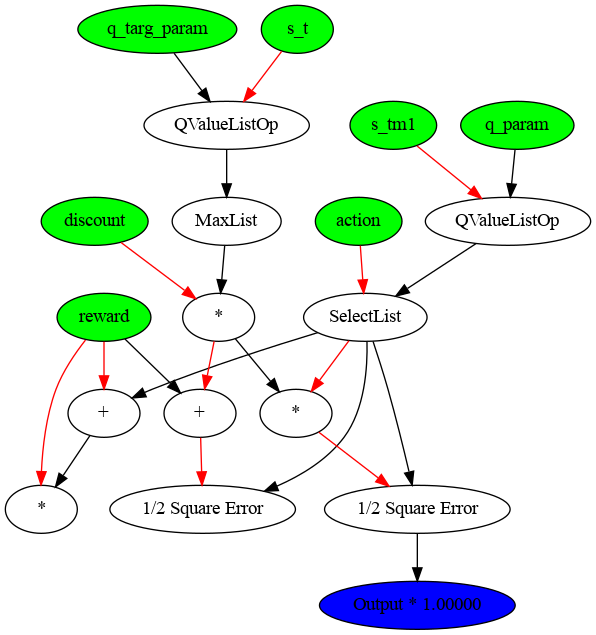 q_targ_param
s_t
QValueListOp
s_tm1
q_param
discount
MaxList
action
QValueListOp
reward
*
SelectList
+
+
*
*
1/2 Square Error
1/2 Square Error
Output * 1.00000